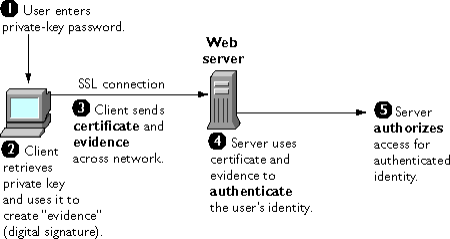 1 User enters
private-key password.
Web
server
SSL connection
3 Client sends
certificate and
evidence
across network.
2 Client
retrieves
private key
and uses it to
create "evidence"
(digital signature).
4 Server uses
certificate and
evidence to
authenticate
the user's identity.
5 Server
authorizes
access for
authenticated
identity.